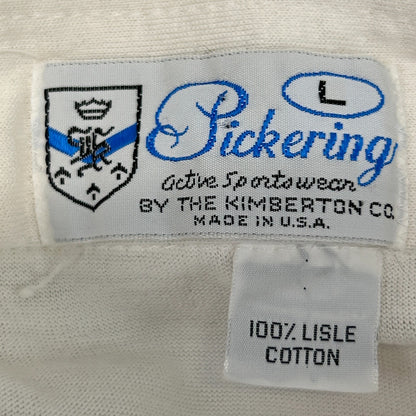 L
Pickering
active Sportswear
BY THE KIMBERTON CO.
MADE IN U.S.A.
100% LISLE
COTTON